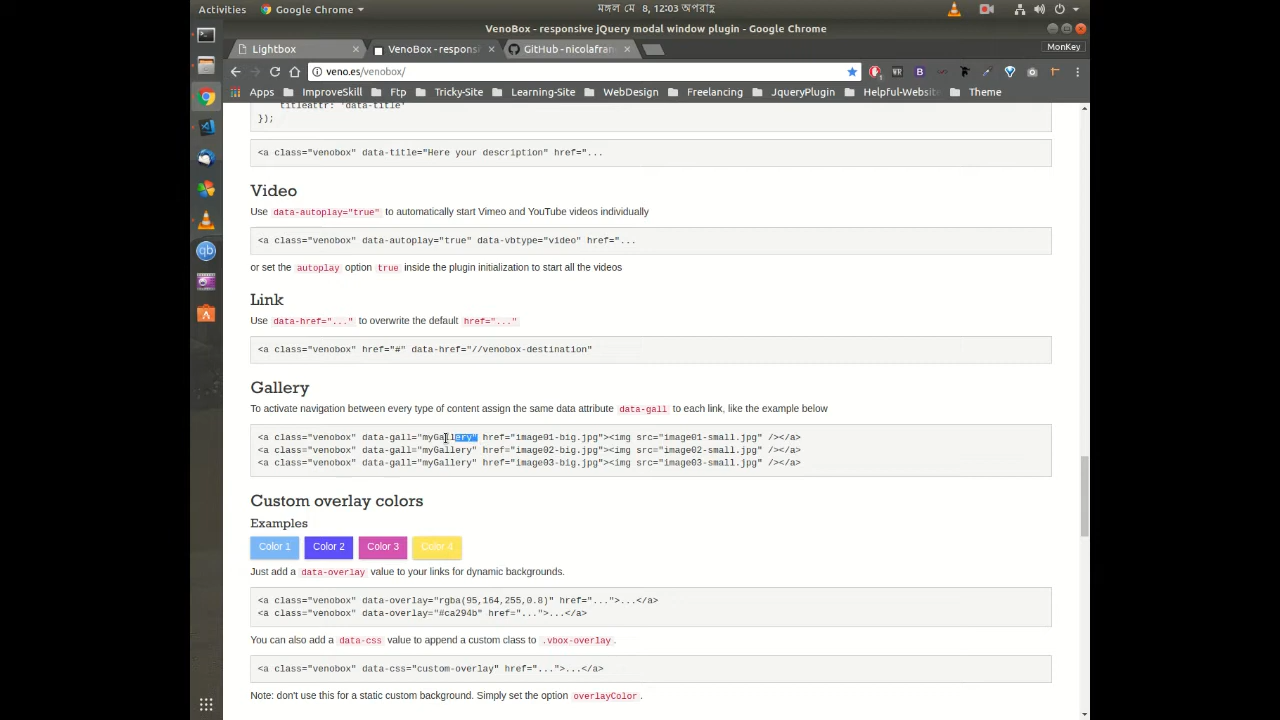 Activities
Google Chrome
মঙ্গল মে 8, 12:03 অপরাহ্ণ
VenoBox - responsive jQuery modal window plugin - Google Chrome
Lightbox
VenoBox - respons
GitHub - nicolafran
MonKey
veno.es/venobox/
Apps
ImproveSkill
Ftp
Tricky-Site
Learning-Site
WebDesign
Freelancing
JqueryPlugin
Helpful-Website
Theme
titleattr: 'data-title'
});
<a class="venobox" data-title="Here your description" href="...
Video
Use data-autoplay="true" to automatically start Vimeo and YouTube videos individually
<a class="venobox" data-autoplay="true" data-vbtype="video" href="...
or set the autoplay option true inside the plugin initialization to start all the videos
Link
Use data-href="..." to overwrite the default href="..."
<a class="venobox" href="#" data-href="//venobox-destination"
Gallery
To activate navigation between every type of content assign the same data attribute data-gall to each link, like the example below
<a class="venobox" data-gall="myGallery" href="image01-big.jpg"><img src="image01-small.jpg" /></a>
<a class="venobox" data-gall="myGallery" href="image02-big.jpg"><img src="image02-small.jpg" /></a>
<a class="venobox" data-gall="myGallery" href="image03-big.jpg"><img src="image03-small.jpg" /></a>
Custom overlay colors
Examples
Color 1
Color 2
Color 3
Color 4
Just add a data-overlay value to your links for dynamic backgrounds.
<a class="venobox" data-overlay="rgba(95,164,255,0.8)" href="...">...</a>
<a class="venobox" data-overlay="#ca294b" href="...">...</a>
You can also add a data-css value to append a custom class to .vbox-overlay.
<a class="venobox" data-css="custom-overlay" href="...">...</a>
Note: don't use this for a static custom background. Simply set the option overlayColor.